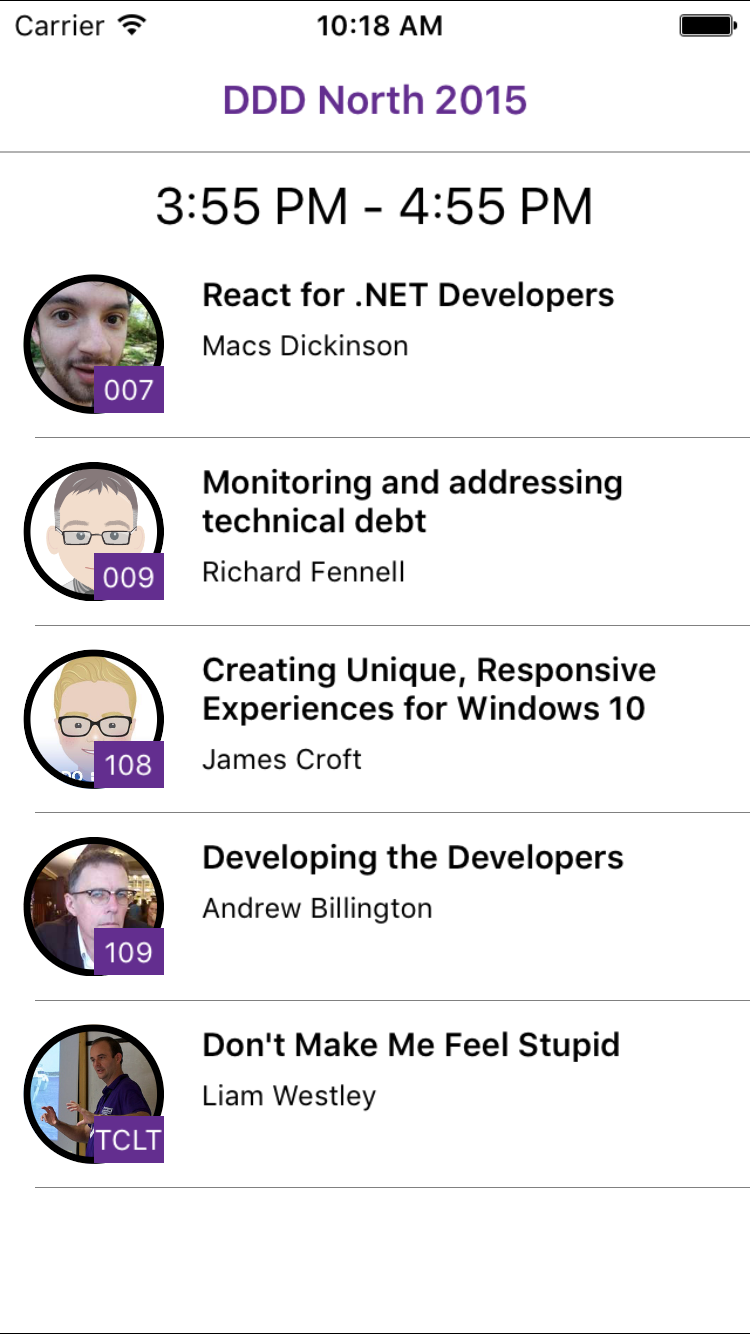 Carrier 10:18 AM
DDD North 2015
3:55 PM - 4:55 PM
React for .NET Developers
Macs Dickinson
007
Monitoring and addressing
technical debt
Richard Fennell
009
Creating Unique, Responsive
Experiences for Windows 10
James Croft
108
Developing the Developers
Andrew Billington
109
Don't Make Me Feel Stupid
Liam Westley
TCLT